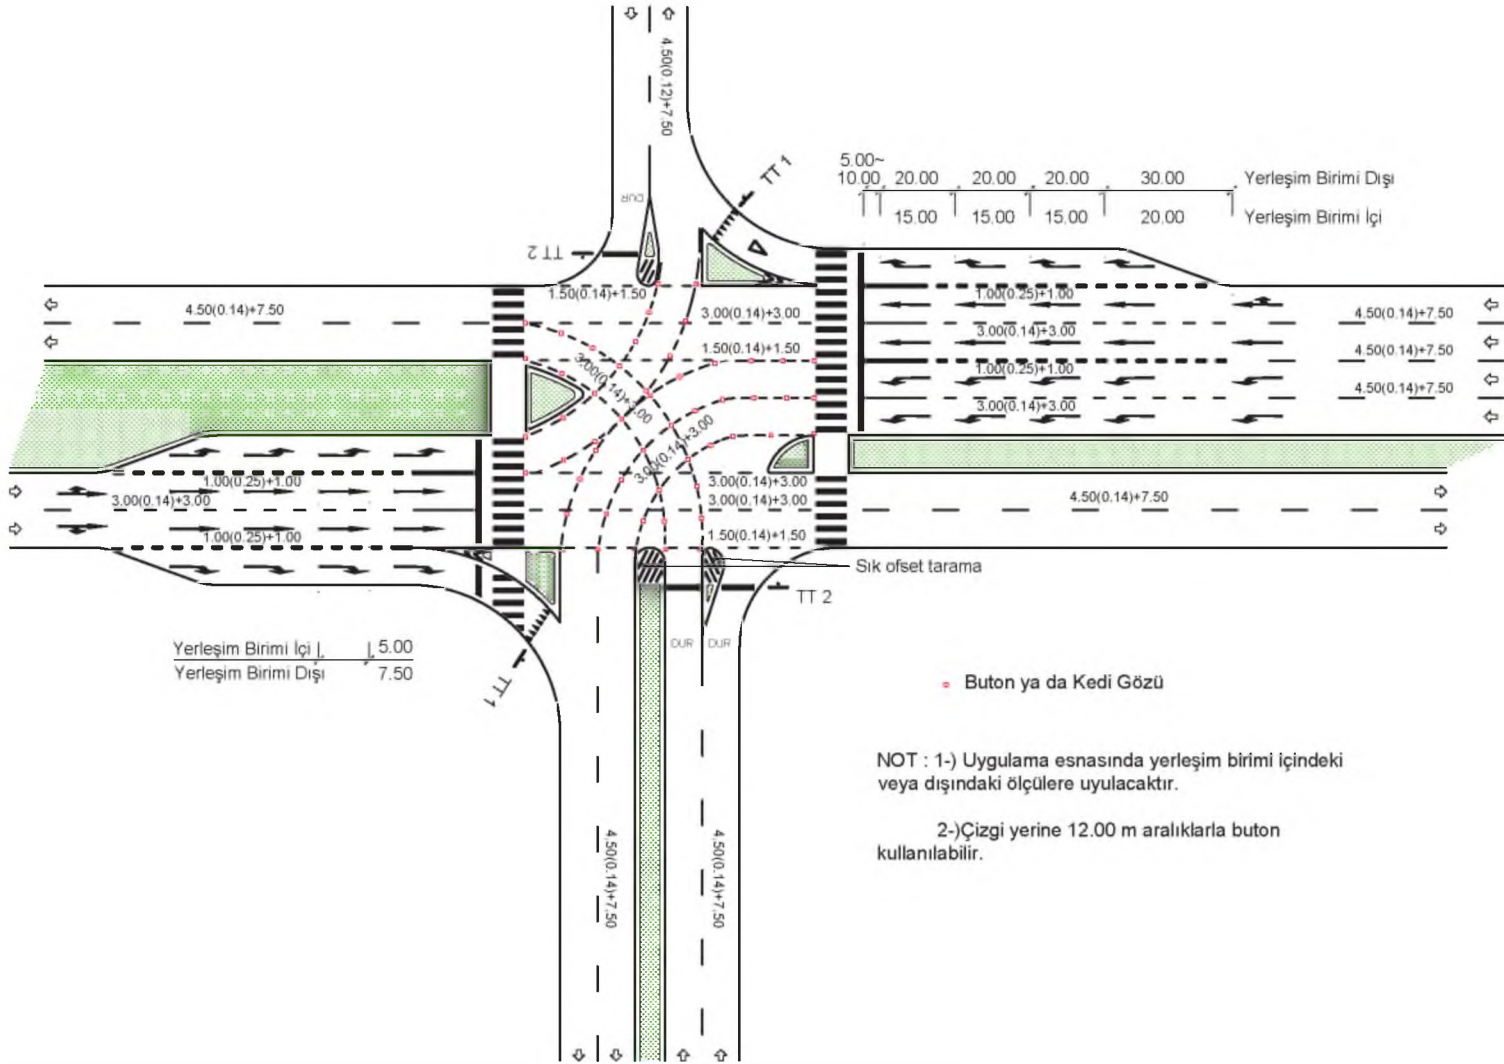 4.50(0.12)+7.50
5.00~
10.00 20.00 20.00 20.00 30.00 Yerleşim Birimi Dışı
15.00 15.00 15.00 20.00 Yerleşim Birimi İçi
TT 1
DUR
TT 2
4.50(0.14)+7.50
1.50(0.14)+1.50
3.00(0.14)+3.00
1.50(0.14)+1.50
1.00(0.25)+1.00
3.00(0.14)+3.00
1.00(0.25)+1.00
3.00(0.14)+3.00
4.50(0.14)+7.50
4.50(0.14)+7.50
4.50(0.14)+7.50
3.00(0.14)+3.00
3.00(0.14)+3.00
1.00(0.25)+1.00
3.00(0.14)+3.00
1.00(0.25)+1.00
3.00(0.14)+3.00
3.00(0.14)+3.00
1.50(0.14)+1.50
4.50(0.14)+7.50
Sık ofset tarama
TT 2
DUR DUR
TT 1
Yerleşim Birimi İçi 5.00
Yerleşim Birimi Dışı 7.50
4.50(0.14)+7.50
4.50(0.14)+7.50
Buton ya da Kedi Gözü
NOT : 1-) Uygulama esnasında yerleşim birimi içindeki
veya dışındaki ölçülere uyulacaktır.
2-)Çizgi yerine 12.00 m aralıklarla buton
kullanılabilir.